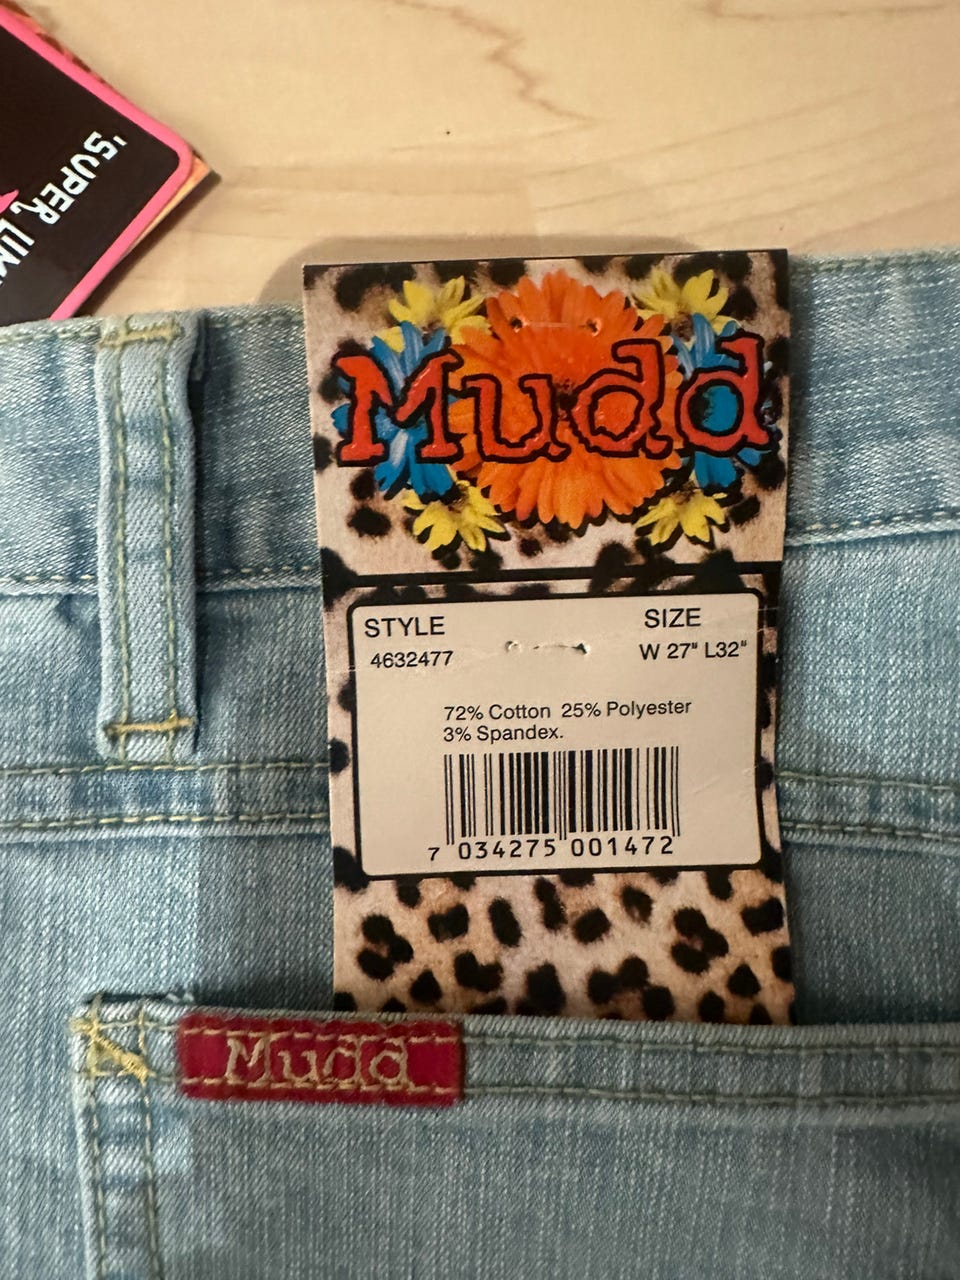 'SUPER,
Mudd
STYLE
4632477
SIZE
W 27" L32"
72% Cotton 25% Polyester
3% Spandex.
7 034275 001472
Mudd